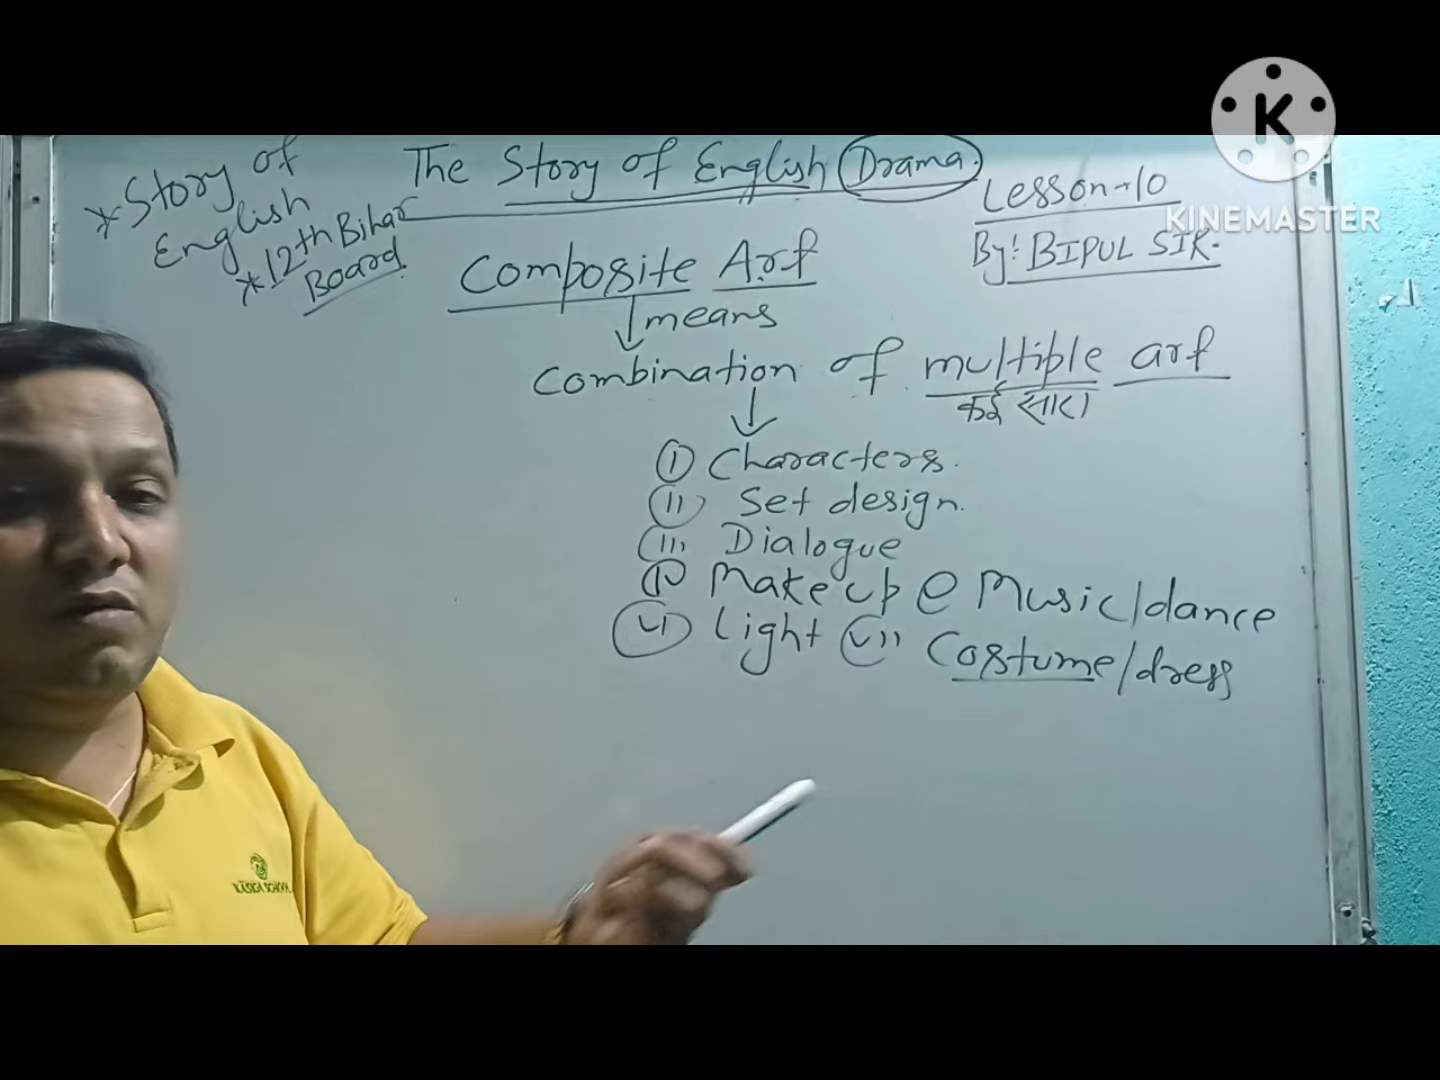 The Story of English Drama.
* Story of
English
* 12th Bihar
Board
Lesson-10
By: BIPUL SIR.
Composite Art
means
Combination of multiple art
कई सारा
(i) Characters.
(ii) Set design.
(iii) Dialogue
(iv) Make up (v) Music/dance
(vi) Light (vii) Costume/dress
K
KINEMASTER